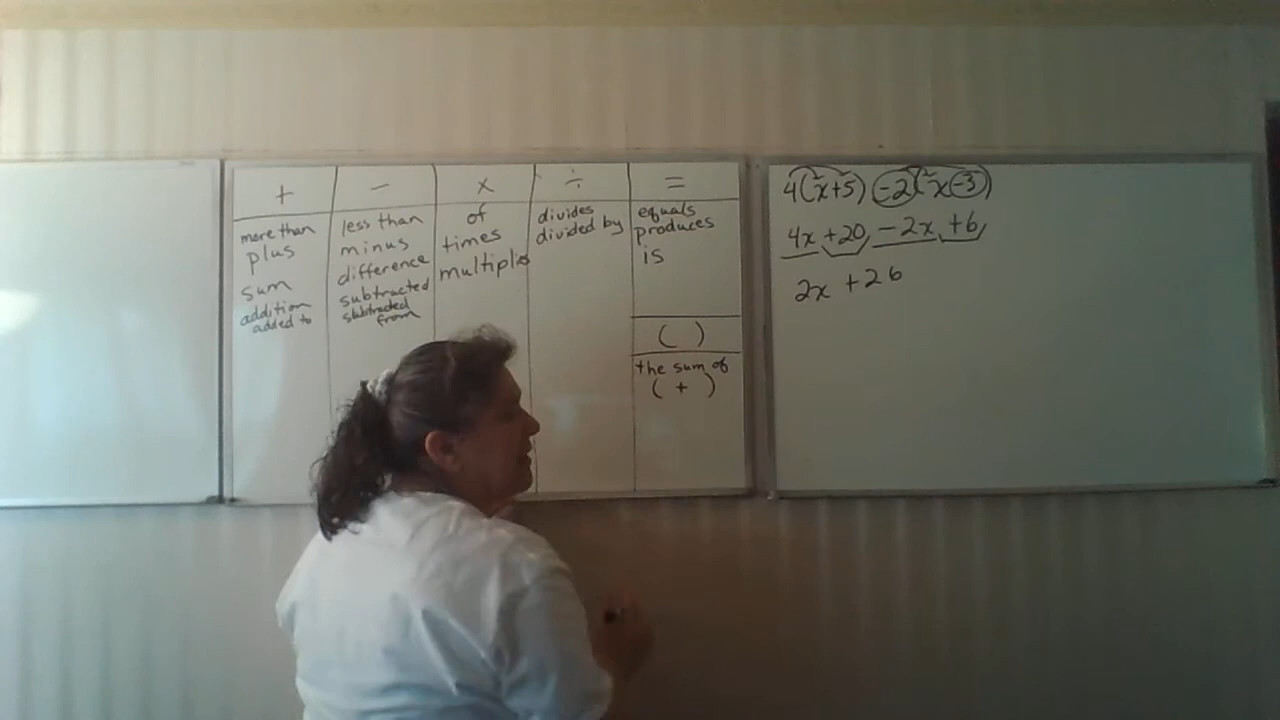 +
more than
plus
sum
addition
added to
−
less than
minus
difference
subtracted
subtracted
from
×
of
times
÷
divides
divided by
=
equals
produces
is
( )
the sum of
( + )
4(x+5) -2(x-3)
4x +20 -2x +6
2x +26